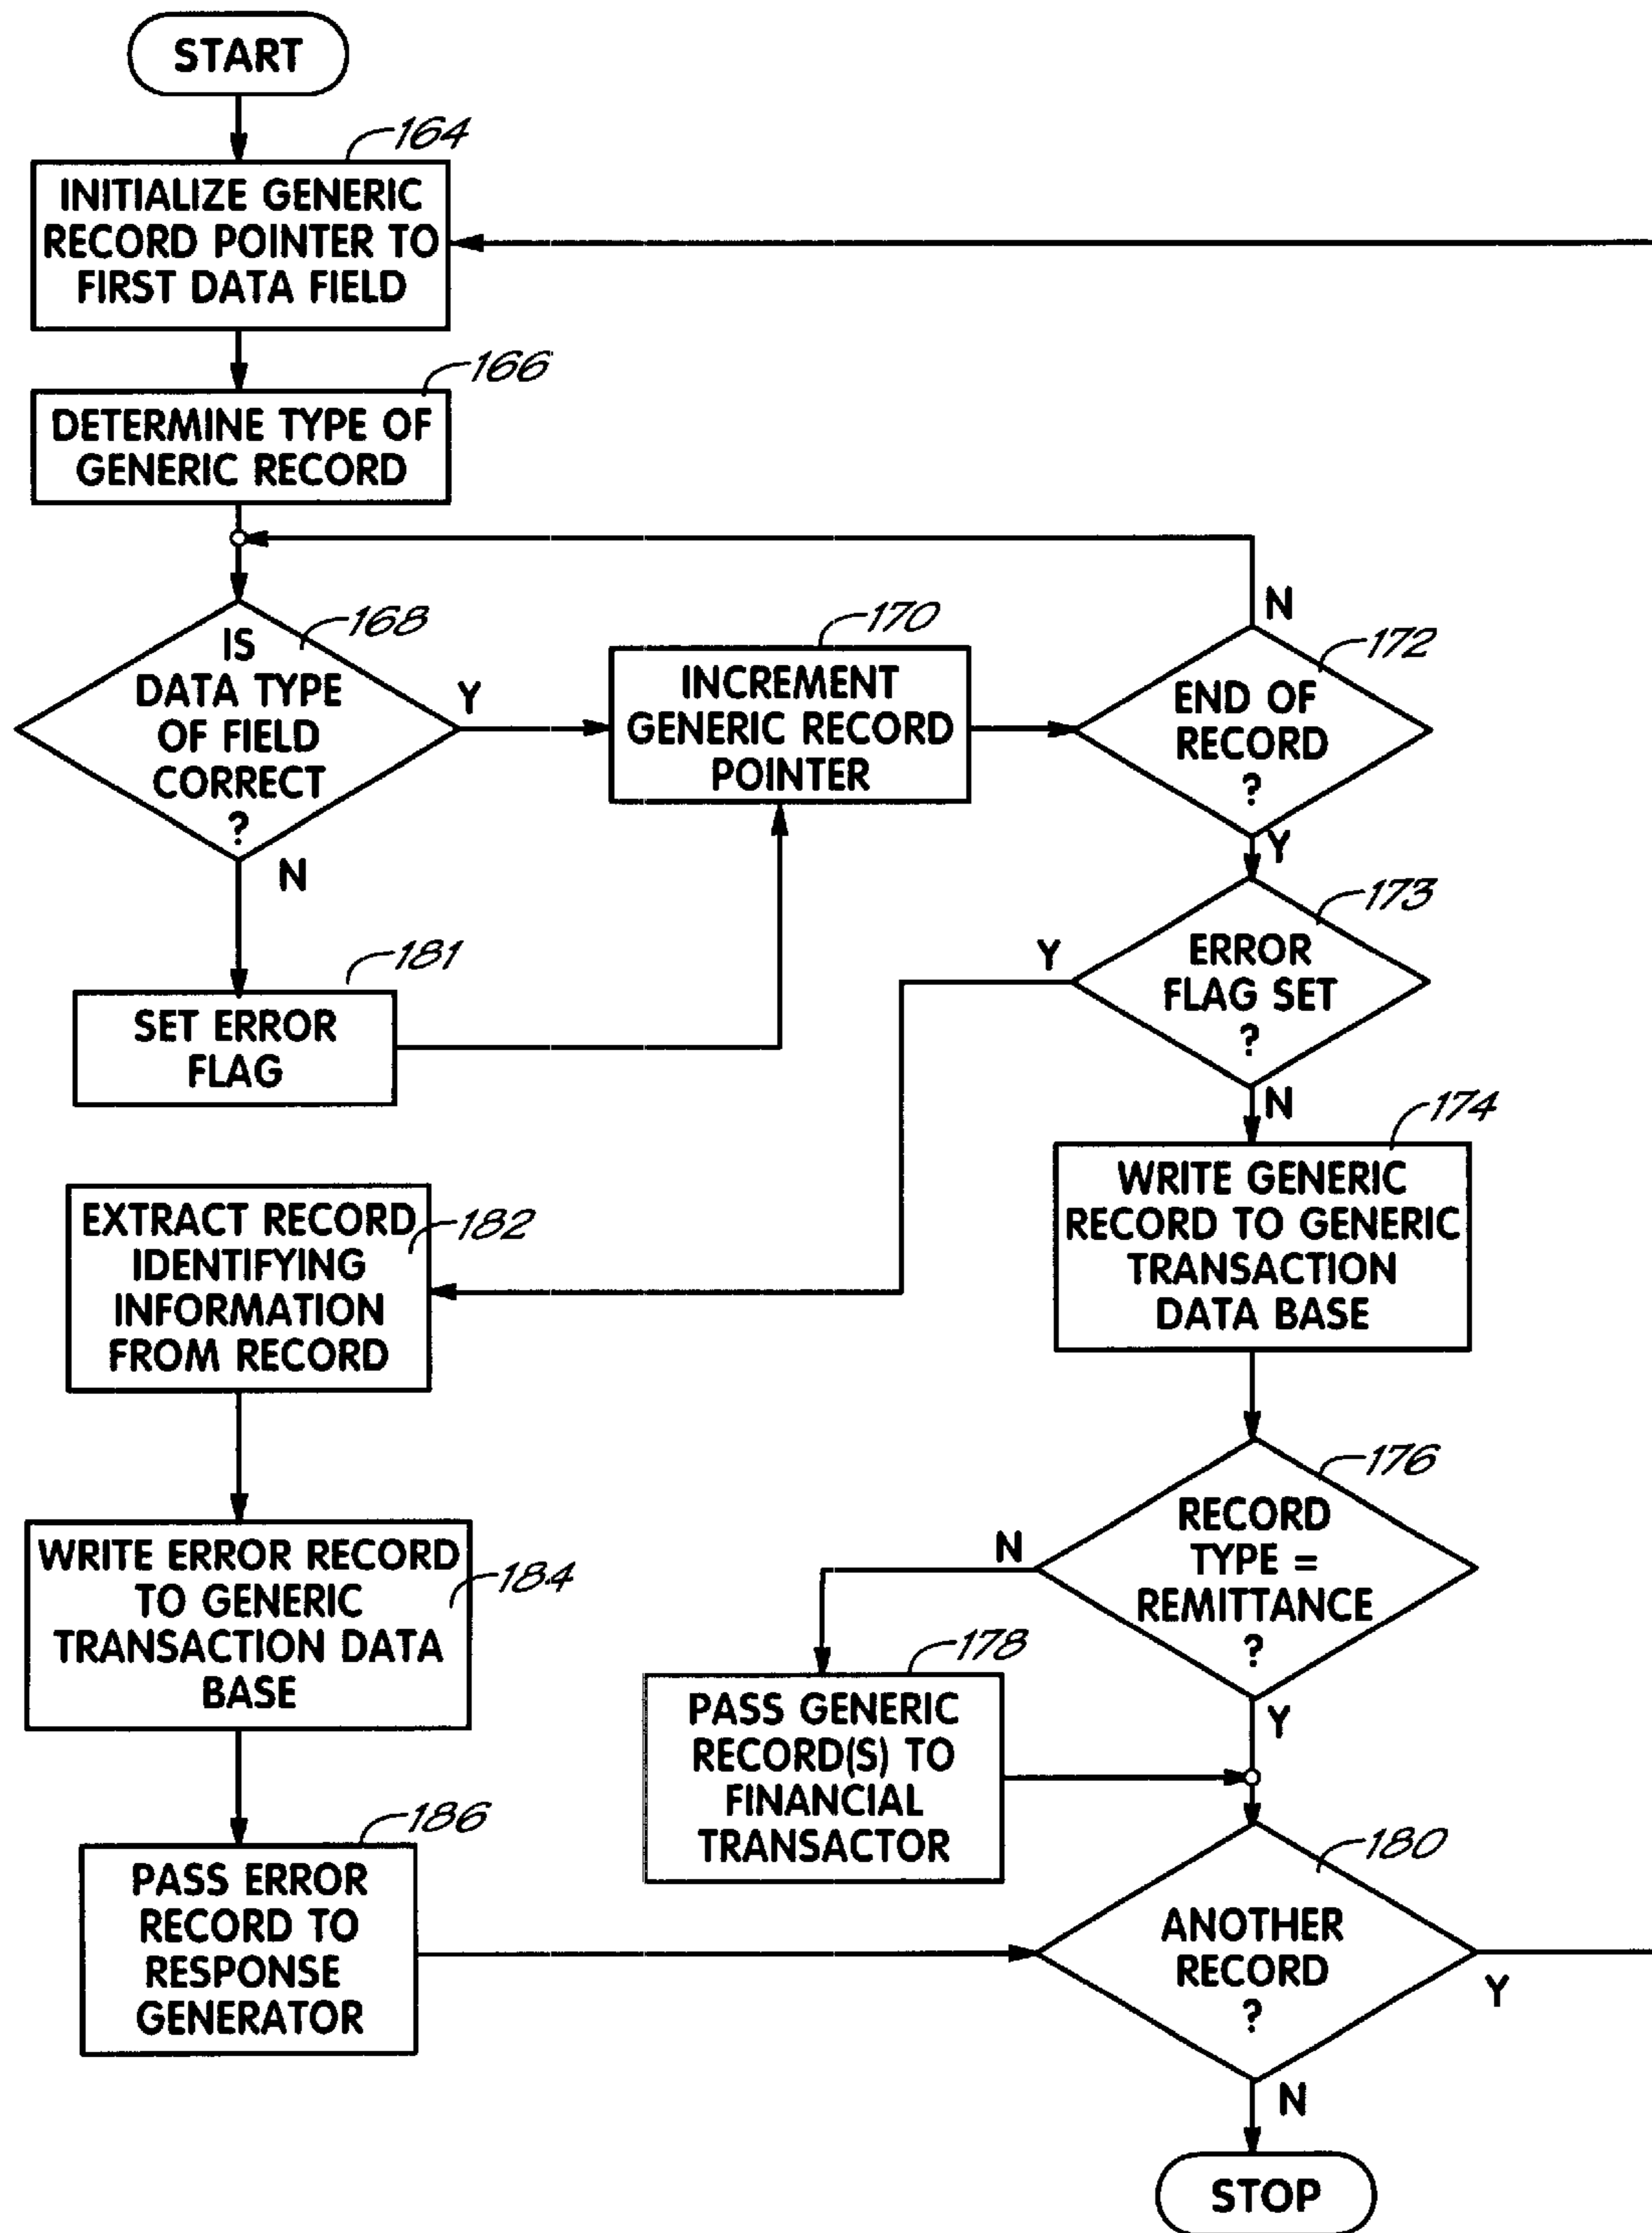 START
164
INITIALIZE GENERIC
RECORD POINTER TO
FIRST DATA FIELD
166
DETERMINE TYPE OF
GENERIC RECORD
168
IS
DATA TYPE
OF FIELD
CORRECT
?
Y
N
170
INCREMENT
GENERIC RECORD
POINTER
172
END OF
RECORD
?
N
Y
181
SET ERROR
FLAG
173
ERROR
FLAG SET
?
Y
N
174
WRITE GENERIC
RECORD TO GENERIC
TRANSACTION
DATA BASE
182
EXTRACT RECORD
IDENTIFYING
INFORMATION
FROM RECORD
176
RECORD
TYPE =
REMITTANCE
?
N
Y
184
WRITE ERROR RECORD
TO GENERIC
TRANSACTION DATA
BASE
178
PASS GENERIC
RECORD(S) TO
FINANCIAL
TRANSACTOR
186
PASS ERROR
RECORD TO
RESPONSE
GENERATOR
180
ANOTHER
RECORD
?
Y
N
STOP